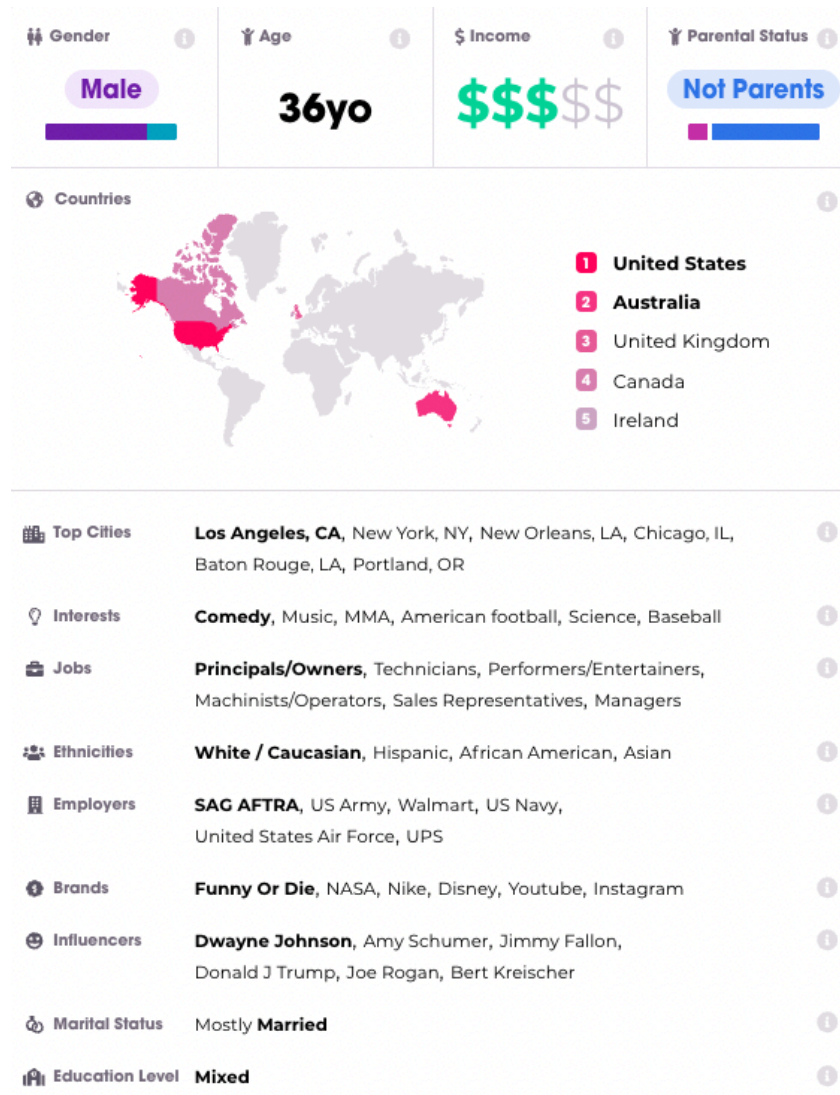 Gender
Age
$ Income
Parental Status
Male
36yo
$$$$$
Not Parents
Countries
1 United States
2 Australia
3 United Kingdom
4 Canada
5 Ireland
Top Cities
Los Angeles, CA, New York, NY, New Orleans, LA, Chicago, IL,
Baton Rouge, LA, Portland, OR
Interests
Comedy, Music, MMA, American football, Science, Baseball
Jobs
Principals/Owners, Technicians, Performers/Entertainers,
Machinists/Operators, Sales Representatives, Managers
Ethnicities
White / Caucasian, Hispanic, African American, Asian
Employers
SAG AFTRA, US Army, Walmart, US Navy,
United States Air Force, UPS
Brands
Funny Or Die, NASA, Nike, Disney, Youtube, Instagram
Influencers
Dwayne Johnson, Amy Schumer, Jimmy Fallon,
Donald J Trump, Joe Rogan, Bert Kreischer
Marital Status
Mostly Married
Education Level
Mixed